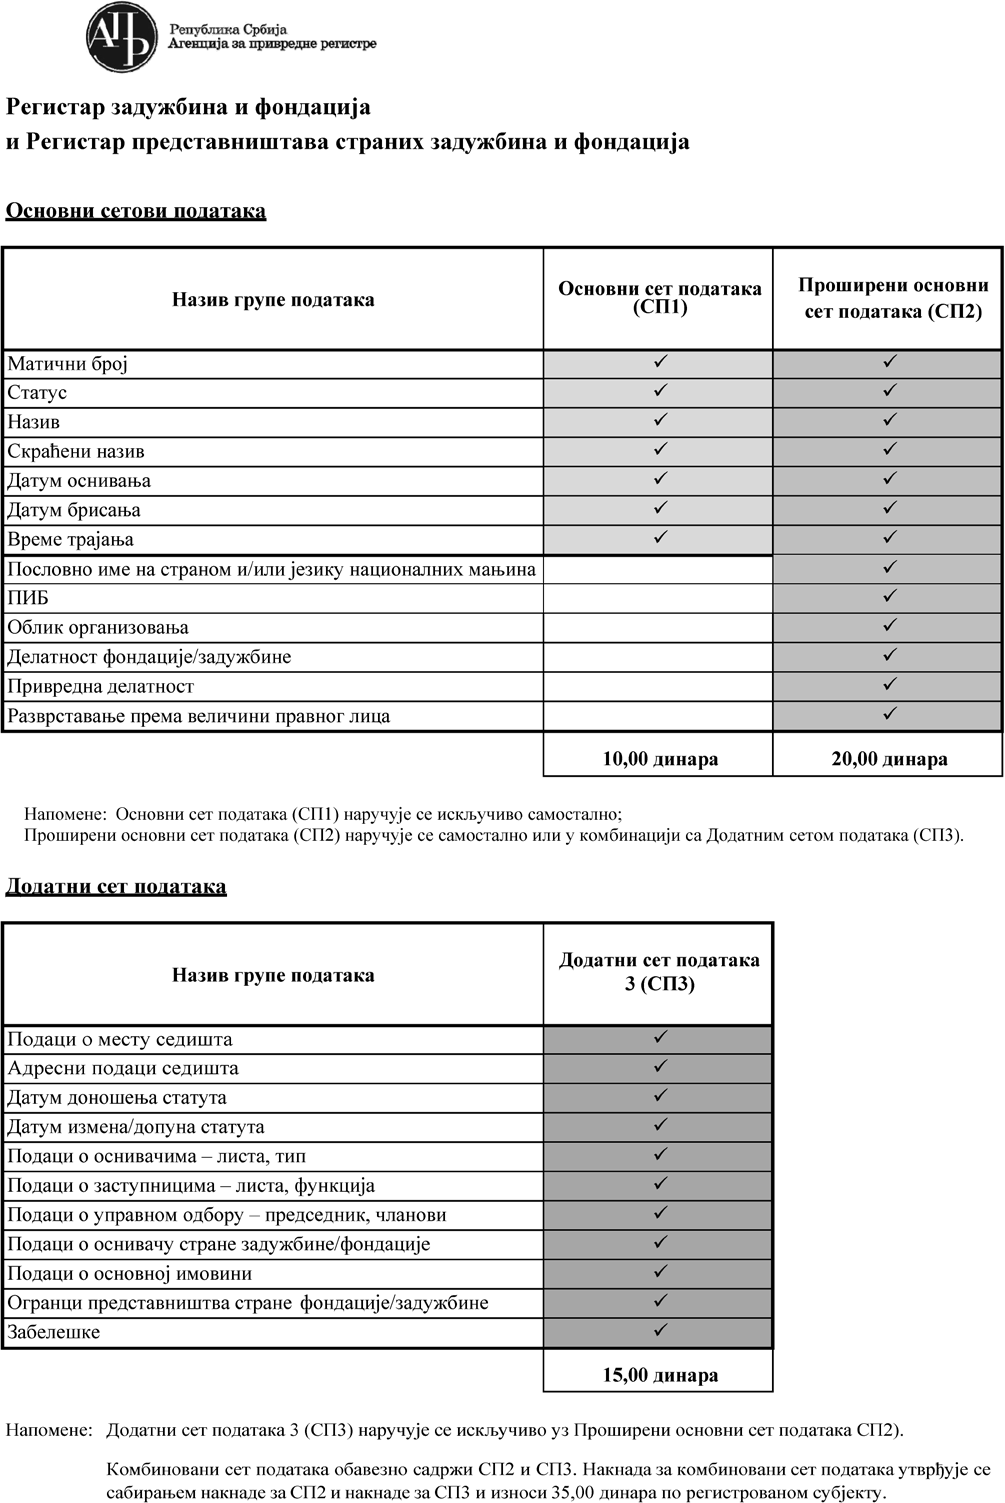 АПР
Република Србија
Агенција за привредне регистре
Регистар задужбина и фондација
и Регистар представништава страних задужбина и фондација
Основни сетови података
Назив групе података
Основни сет података
(СП1)
Проширени основни
сет података (СП2)
Матични број ✓ ✓
Статус ✓ ✓
Назив ✓ ✓
Скраћени назив ✓ ✓
Датум оснивања ✓ ✓
Датум брисања ✓ ✓
Време трајања ✓ ✓
Пословно име на страном и/или језику националних мањина ✓
ПИБ ✓
Облик организовања ✓
Делатност фондације/задужбине ✓
Привредна делатност ✓
Разврставање према величини правног лица ✓
10,00 динара 20,00 динара
Напомене: Основни сет података (СП1) наручује се искључиво самостално;
Проширени основни сет података (СП2) наручује се самостално или у комбинацији са Додатним сетом података (СП3).
Додатни сет података
Назив групе података
Додатни сет података
3 (СП3)
Подаци о месту седишта ✓
Адресни подаци седишта ✓
Датум доношења статута ✓
Датум измена/допуна статута ✓
Подаци о оснивачима – листа, тип ✓
Подаци о заступницима – листа, функција ✓
Подаци о управном одбору – председник, чланови ✓
Подаци о оснивачу стране задужбине/фондације ✓
Подаци о основној имовини ✓
Огранци представништва стране фондације/задужбине ✓
Забелешке ✓
15,00 динара
Напомене: Додатни сет података 3 (СП3) наручује се искључиво уз Проширени основни сет података СП2).
Комбиновани сет података обавезно садржи СП2 и СП3. Накнада за комбиновани сет података утврђује се
сабирањем накнаде за СП2 и накнаде за СП3 и износи 35,00 динара по регистрованом субјекту.